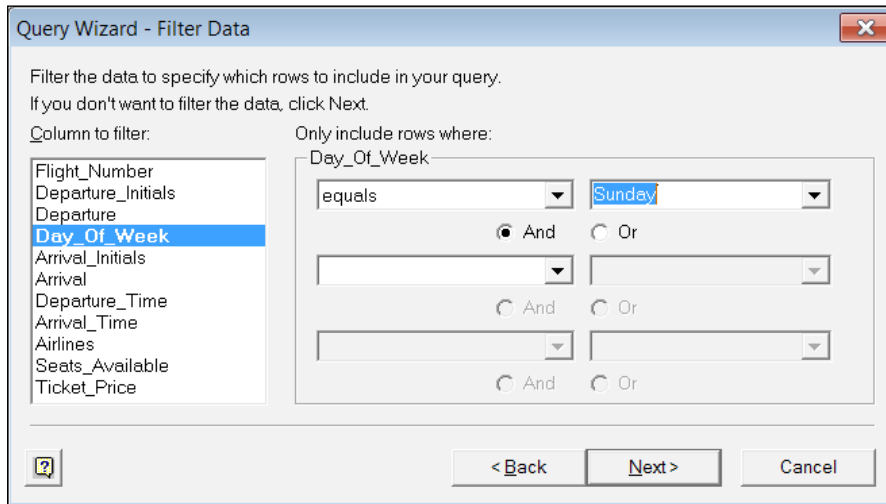 Query Wizard - Filter Data
Filter the data to specify which rows to include in your query.
If you don't want to filter the data, click Next.
Column to filter:
Flight_Number
Departure_Initials
Departure
Day_Of_Week
Arrival_Initials
Arrival
Departure_Time
Arrival_Time
Airlines
Seats_Available
Ticket_Price
Only include rows where:
Day_Of_Week
equals Sunday
And Or
And Or
And Or
< Back Next > Cancel